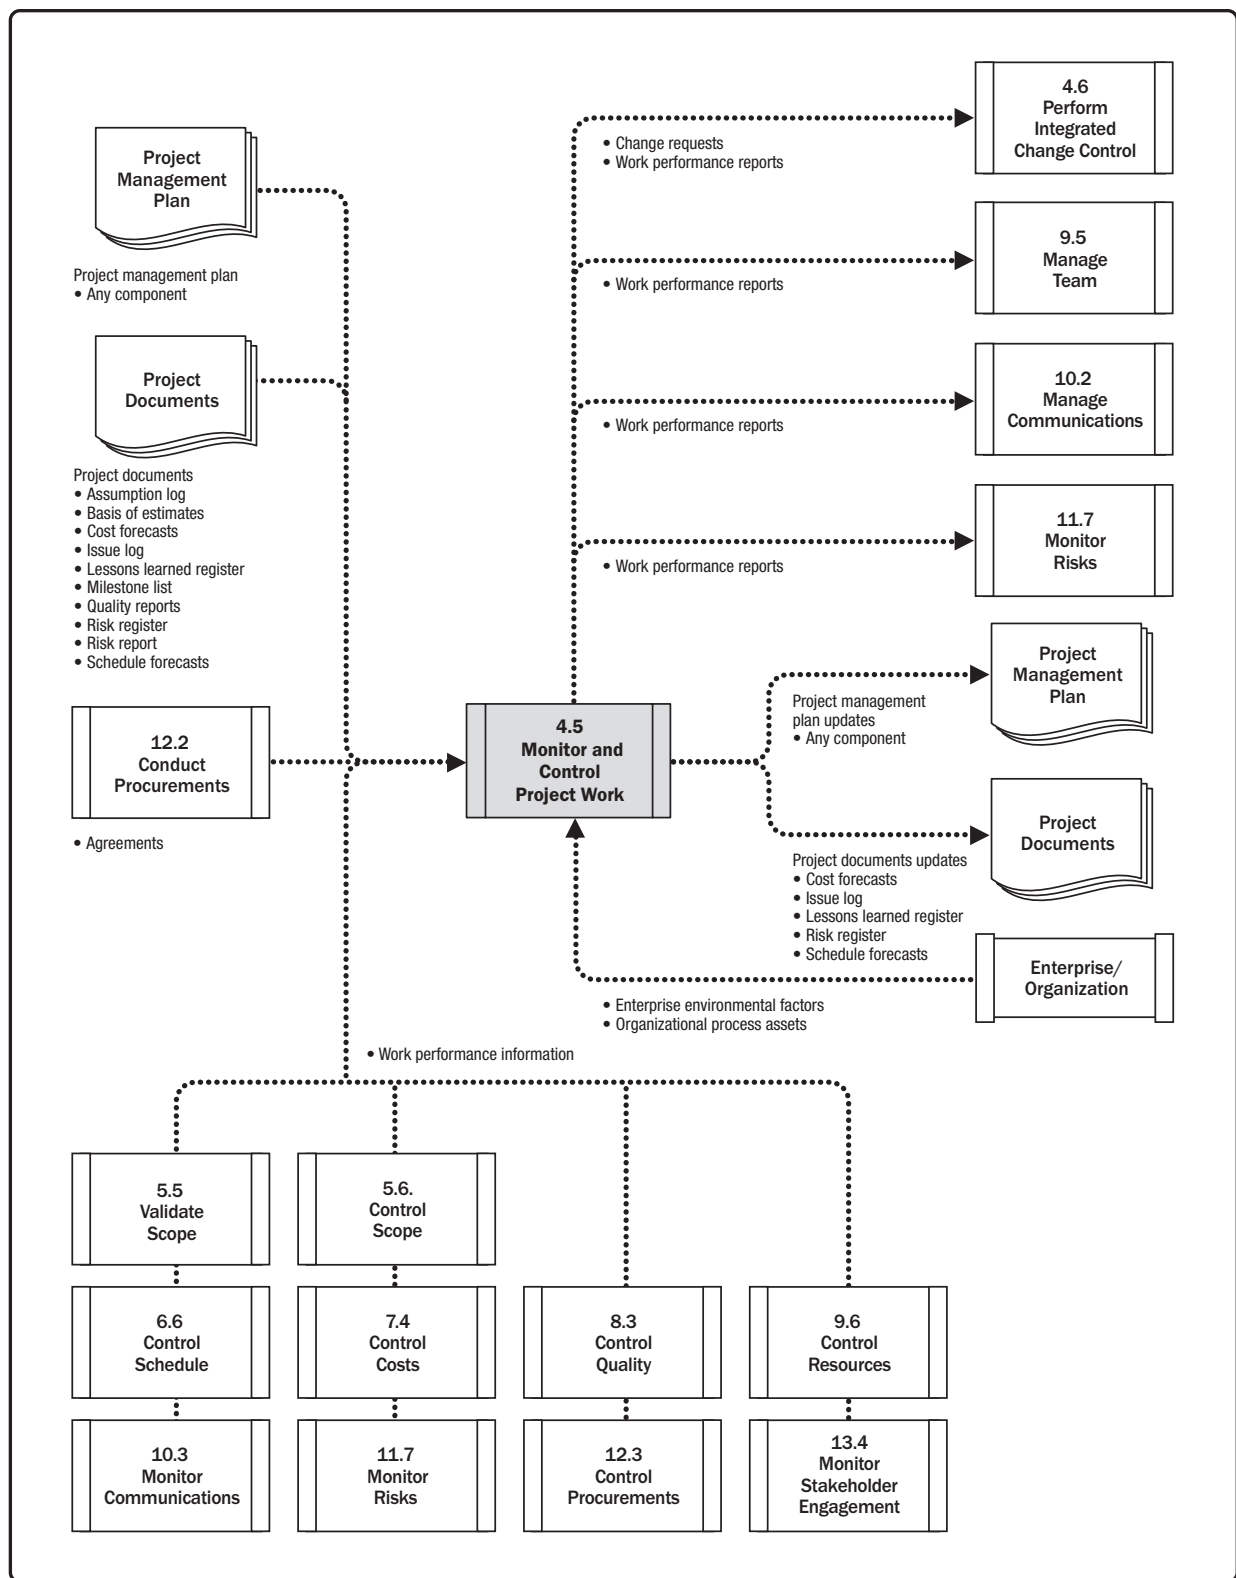 Project
Management
Plan
Project management plan
• Any component
Project
Documents
Project documents
• Assumption log
• Basis of estimates
• Cost forecasts
• Issue log
• Lessons learned register
• Milestone list
• Quality reports
• Risk register
• Risk report
• Schedule forecasts
12.2
Conduct
Procurements
• Agreements
4.6
Perform
Integrated
Change Control
• Change requests
• Work performance reports
9.5
Manage
Team
• Work performance reports
10.2
Manage
Communications
• Work performance reports
11.7
Monitor
Risks
• Work performance reports
4.5
Monitor and
Control
Project Work
Project
Management
Plan
Project management
plan updates
• Any component
Project
Documents
Project documents updates
• Cost forecasts
• Issue log
• Lessons learned register
• Risk register
• Schedule forecasts
Enterprise/
Organization
• Enterprise environmental factors
• Organizational process assets
• Work performance information
5.5
Validate
Scope
5.6.
Control
Scope
6.6
Control
Schedule
7.4
Control
Costs
8.3
Control
Quality
9.6
Control
Resources
10.3
Monitor
Communications
11.7
Monitor
Risks
12.3
Control
Procurements
13.4
Monitor
Stakeholder
Engagement